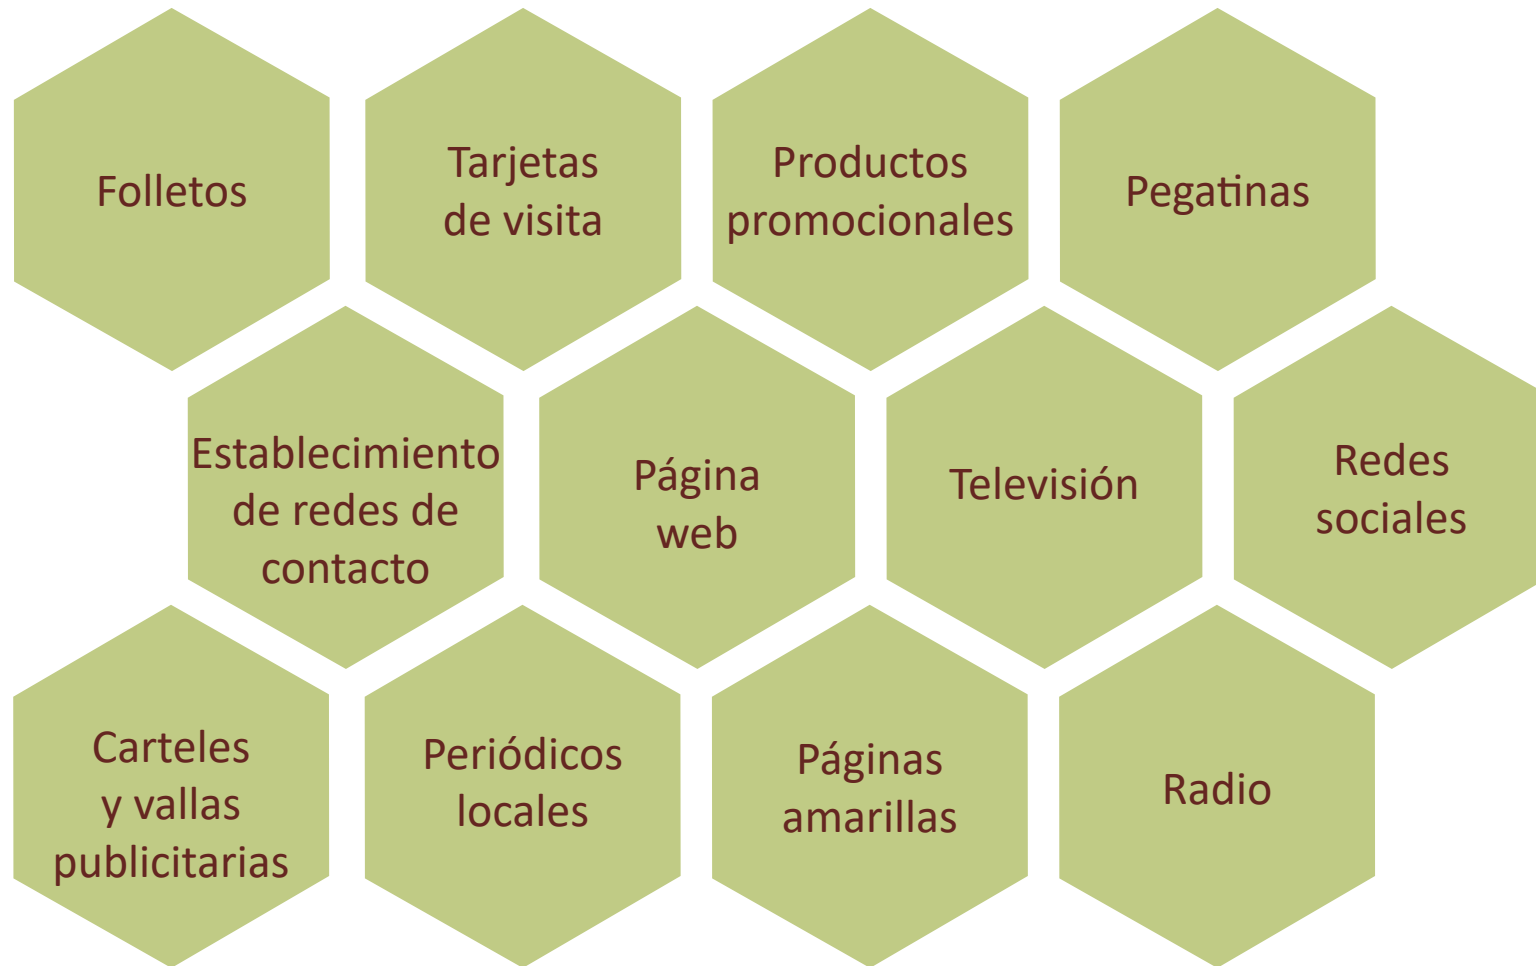 Folletos
Tarjetas
de visita
Productos
promocionales
Pegatinas
Establecimiento
de redes de
contacto
Página
web
Televisión
Redes
sociales
Carteles
y vallas
publicitarias
Periódicos
locales
Páginas
amarillas
Radio